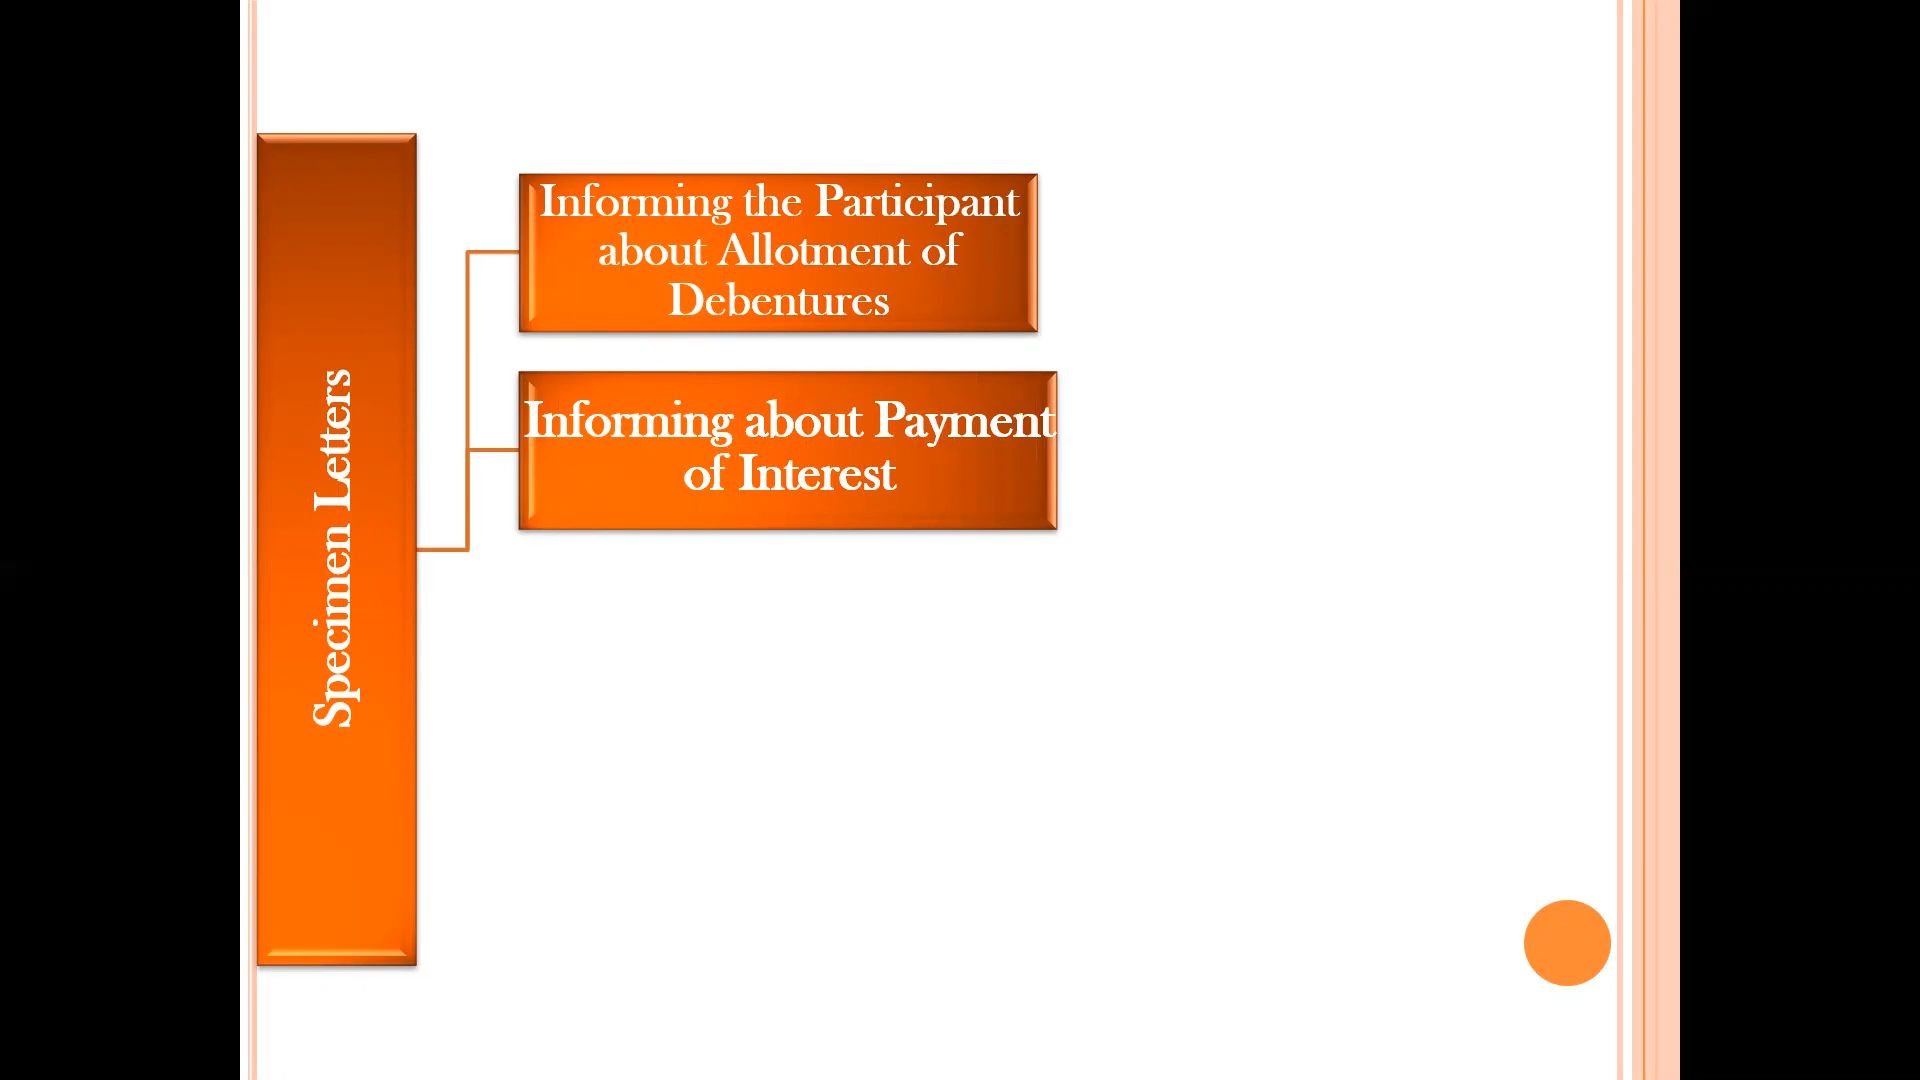 Specimen Letters
Informing the Participant
about Allotment of
Debentures
Informing about Payment
of Interest